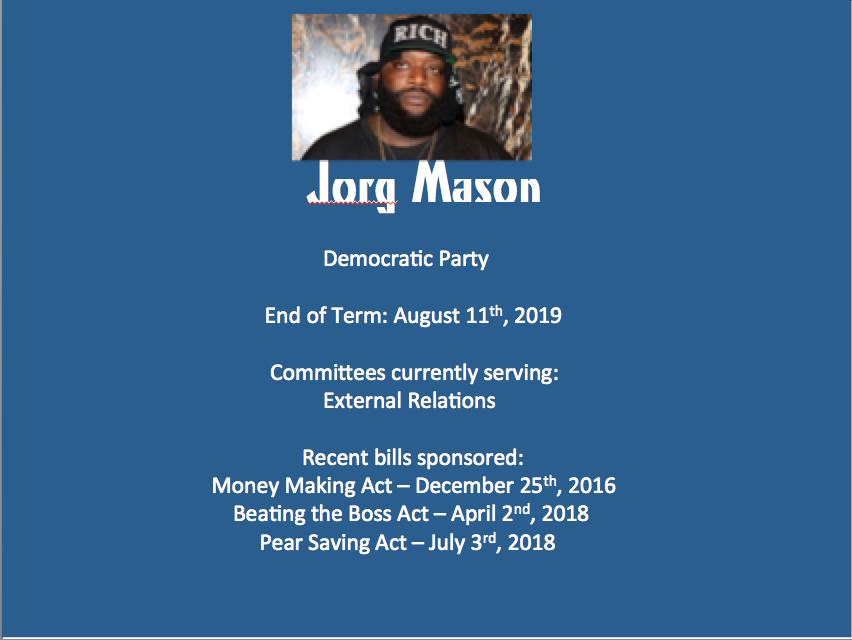 RICH
Jorg Mason
Democratic Party
End of Term: August 11th, 2019
Committees currently serving:
External Relations
Recent bills sponsored:
Money Making Act – December 25th, 2016
Beating the Boss Act – April 2nd, 2018
Pear Saving Act – July 3rd, 2018